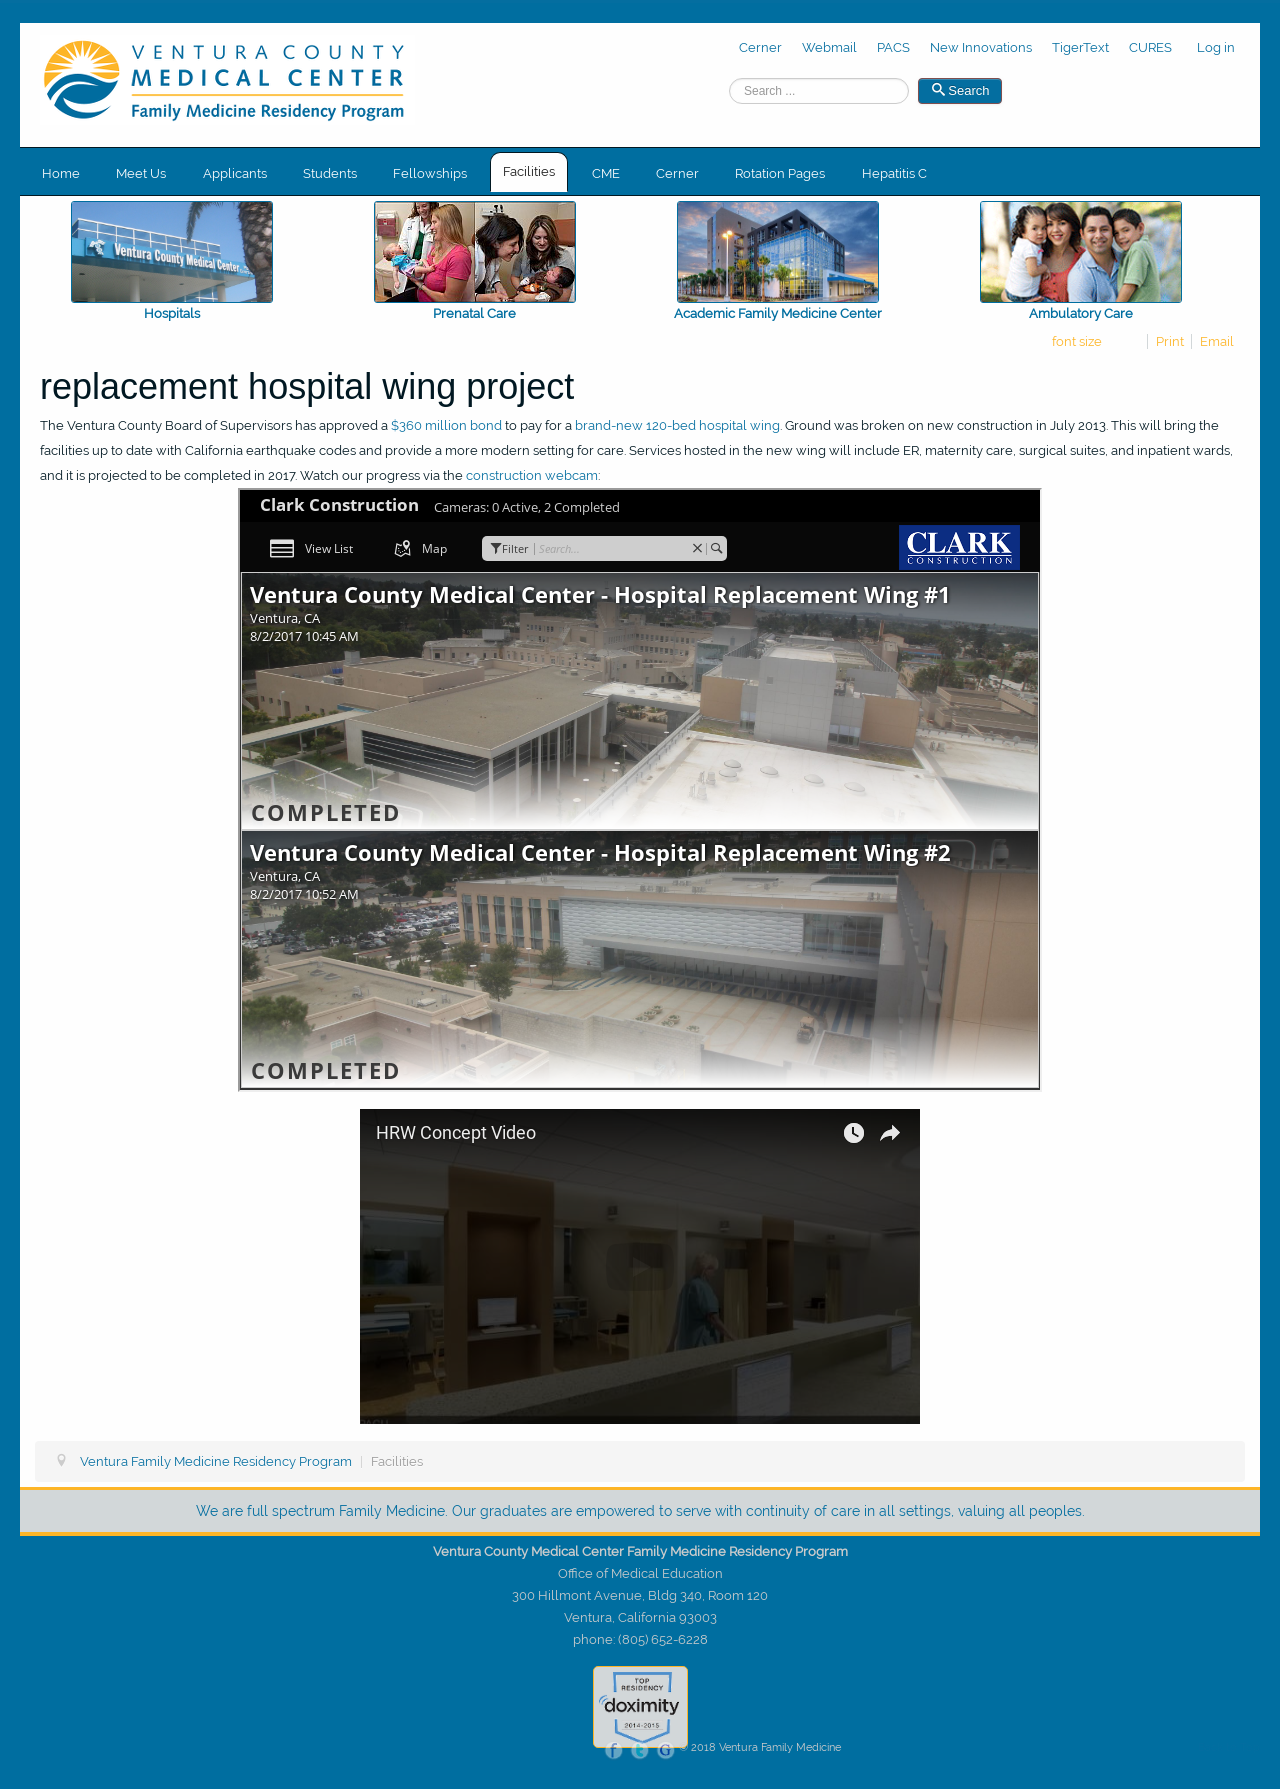 VENTURA COUNTY
MEDICAL CENTER
Family Medicine Residency Program
Cerner Webmail PACS New Innovations TigerText CURES Log in
Search ... Search
Home Meet Us Applicants Students Fellowships Facilities CME Cerner Rotation Pages Hepatitis C
Ventura County Medical Center
Hospitals Prenatal Care Academic Family Medicine Center Ambulatory Care
font size Print Email
replacement hospital wing project
The Ventura County Board of Supervisors has approved a $360 million bond to pay for a brand-new 120-bed hospital wing. Ground was broken on new construction in July 2013. This will bring the
facilities up to date with California earthquake codes and provide a more modern setting for care. Services hosted in the new wing will include ER, maternity care, surgical suites, and inpatient wards,
and it is projected to be completed in 2017. Watch our progress via the construction webcam:
Clark Construction Cameras: 0 Active, 2 Completed
View List Map Filter Search... CLARK
CONSTRUCTION
Ventura County Medical Center - Hospital Replacement Wing #1
Ventura, CA
8/2/2017 10:45 AM
COMPLETED
Ventura County Medical Center - Hospital Replacement Wing #2
Ventura, CA
8/2/2017 10:52 AM
COMPLETED
HRW Concept Video
Ventura Family Medicine Residency Program | Facilities
We are full spectrum Family Medicine. Our graduates are empowered to serve with continuity of care in all settings, valuing all peoples.
Ventura County Medical Center Family Medicine Residency Program
Office of Medical Education
300 Hillmont Avenue, Bldg 340, Room 120
Ventura, California 93003
phone: (805) 652-6228
TOP
RESIDENCY
doximity
2014-2015
© 2018 Ventura Family Medicine